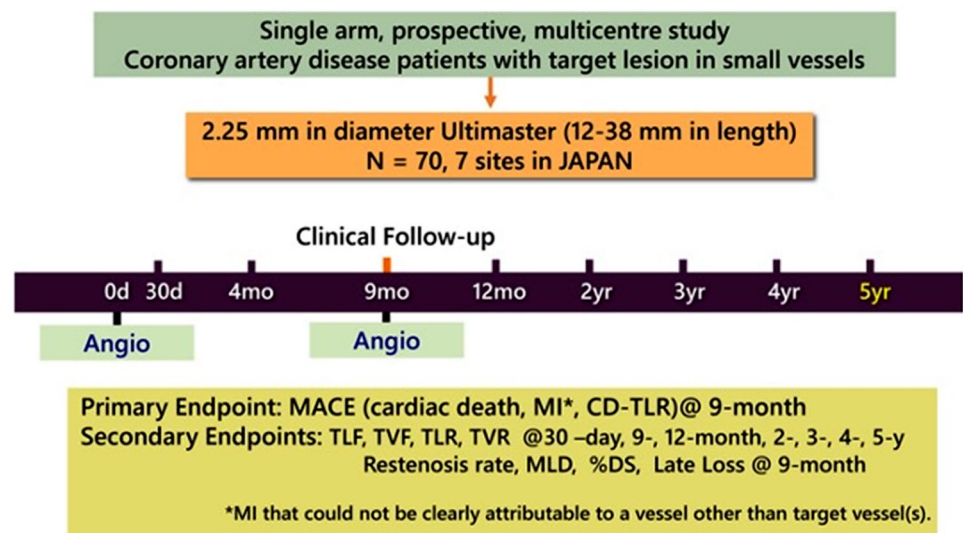 Single arm, prospective, multicentre study
Coronary artery disease patients with target lesion in small vessels
2.25 mm in diameter Ultimaster (12-38 mm in length)
N = 70, 7 sites in JAPAN
Clinical Follow-up
0d 30d 4mo 9mo 12mo 2yr 3yr 4yr 5yr
Angio Angio
Primary Endpoint: MACE (cardiac death, MI*, CD-TLR)@ 9-month
Secondary Endpoints: TLF, TVF, TLR, TVR @30 –day, 9-, 12-month, 2-, 3-, 4-, 5-y
Restenosis rate, MLD, %DS, Late Loss @ 9-month
*MI that could not be clearly attributable to a vessel other than target vessel(s).